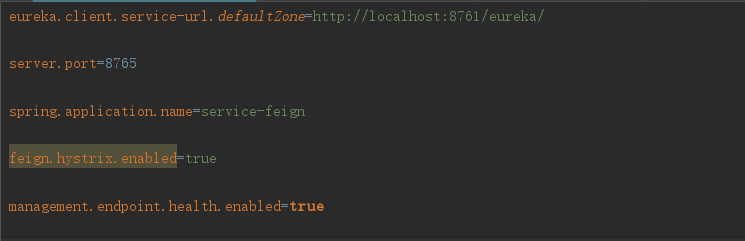 eureka.client.service-url.defaultZone=http://localhost:8761/eureka/
server.port=8765
spring.application.name=service-feign
feign.hystrix.enabled=true
management.endpoint.health.enabled=true